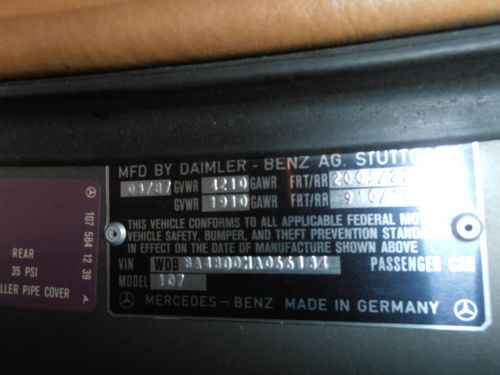 MFD BY DAIMLER - BENZ AG. STUTTG
03/87 GVWR 4210 GAWR FRT/RR
GVWR 1910 GAWR FRT/RR
THIS VEHICLE CONFORMS TO ALL APPLICABLE FEDERAL MO
VEHICLE SAFETY, BUMPER, AND THEFT PREVENTION STANDA
IN EFFECT ON THE DATE OF MANUFACTURE SHOWN ABOVE
VIN WDB PASSENGER CAR
MODEL 107
MERCEDES-BENZ MADE IN GERMANY
107 584 12 39
REAR
35 PSI
LLER PIPE COVER